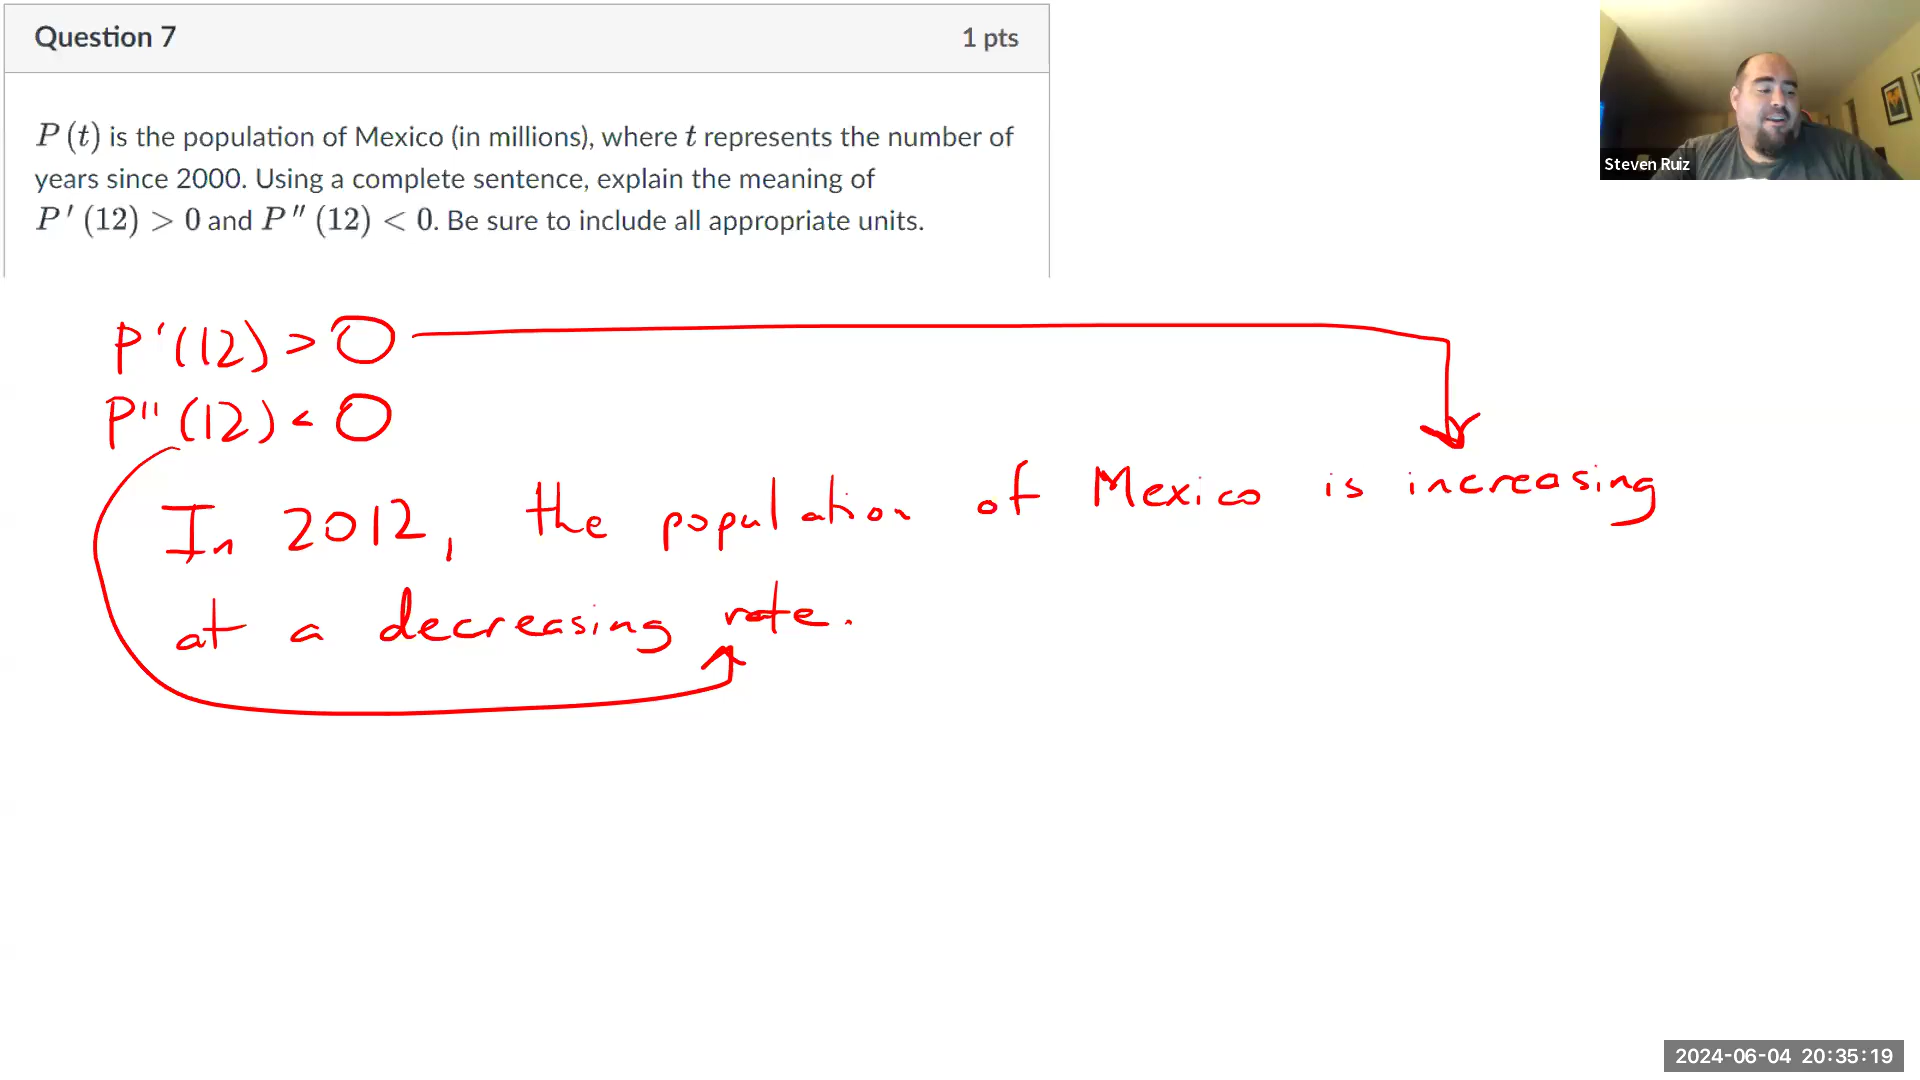 Question 7
1 pts
P (t) is the population of Mexico (in millions), where t represents the number of
years since 2000. Using a complete sentence, explain the meaning of
P ′ (12) > 0 and P ″ (12) < 0. Be sure to include all appropriate units.
Steven Ruiz
P'(12) > 0
P"(12) < 0
In 2012, the population of Mexico is increasing
at a decreasing rate.
2024-06-04 20:35:19